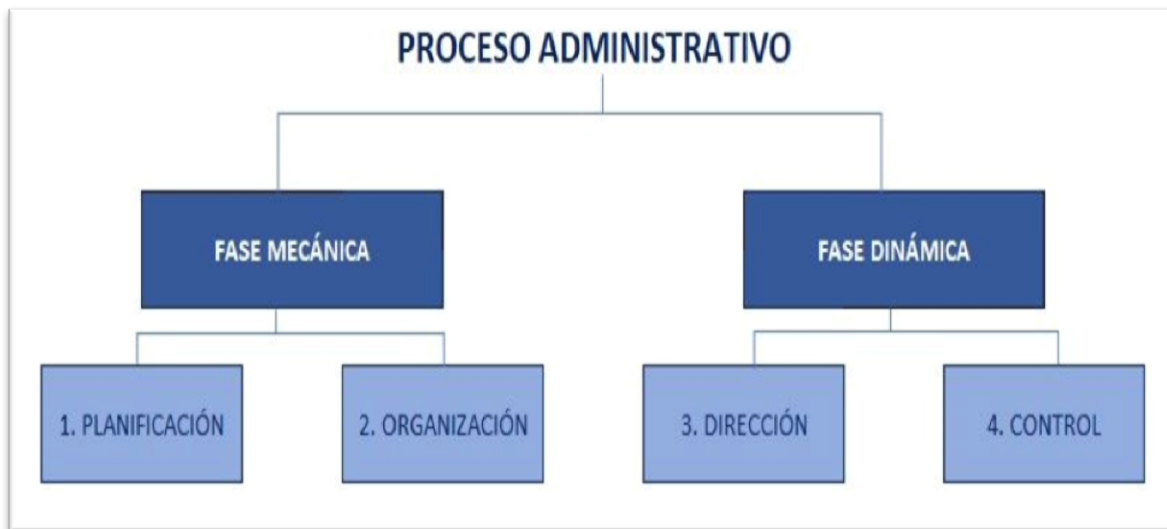 PROCESO ADMINISTRATIVO
FASE MECÁNICA
FASE DINÁMICA
1. PLANIFICACIÓN
2. ORGANIZACIÓN
3. DIRECCIÓN
4. CONTROL